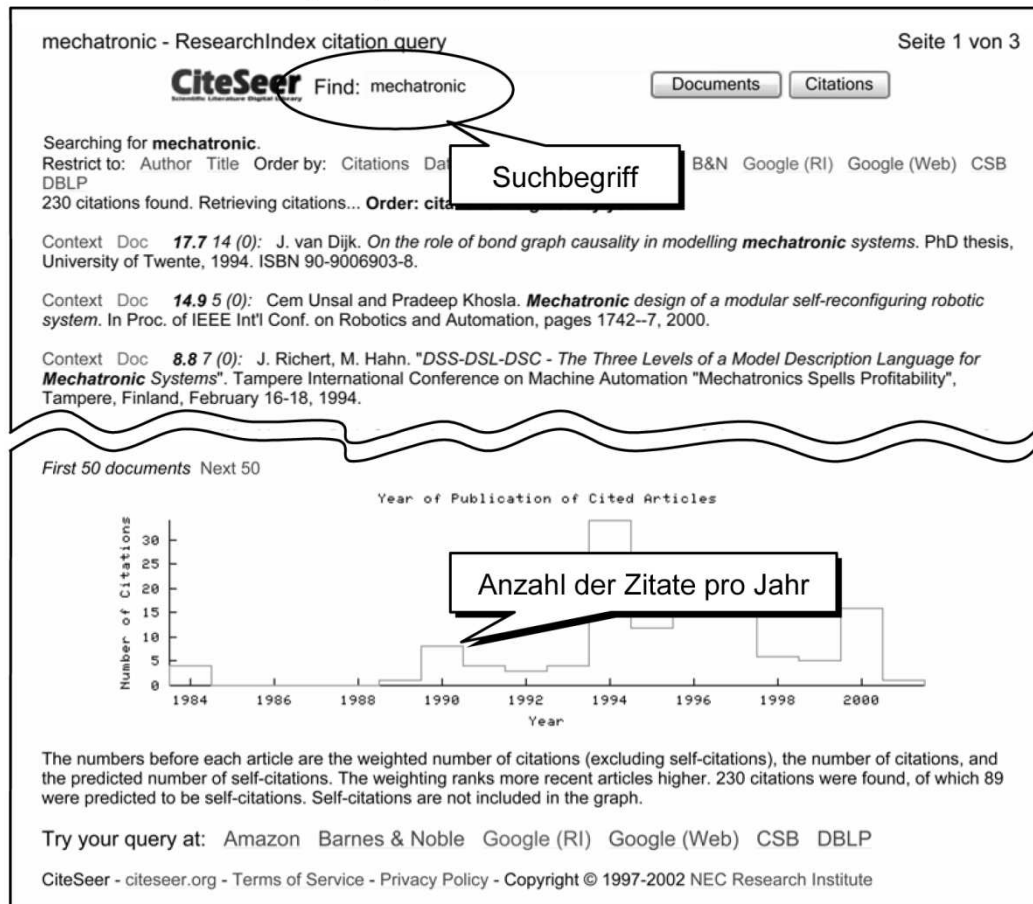 mechatronic - ResearchIndex citation query Seite 1 von 3
CiteSeer Find: mechatronic Documents Citations
Scientific Literature Digital Library
Searching for mechatronic.
Restrict to: Author Title Order by: Citations B&N Google (RI) Google (Web) CSB
Suchbegriff
DBLP
230 citations found. Retrieving citations... Order:
Context Doc 17.7 14 (0): J. van Dijk. On the role of bond graph causality in modelling mechatronic systems. PhD thesis,
University of Twente, 1994. ISBN 90-9006903-8.
Context Doc 14.9 5 (0): Cem Unsal and Pradeep Khosla. Mechatronic design of a modular self-reconfiguring robotic
system. In Proc. of IEEE Int'l Conf. on Robotics and Automation, pages 1742--7, 2000.
Context Doc 8.8 7 (0): J. Richert, M. Hahn. "DSS-DSL-DSC - The Three Levels of a Model Description Language for
Mechatronic Systems". Tampere International Conference on Machine Automation "Mechatronics Spells Profitability",
Tampere, Finland, February 16-18, 1994.
First 50 documents Next 50
Year of Publication of Cited Articles
Number of Citations
30
25
20
15
10
5
0
Anzahl der Zitate pro Jahr
1984 1986 1988 1990 1992 1994 1996 1998 2000
Year
The numbers before each article are the weighted number of citations (excluding self-citations), the number of citations, and
the predicted number of self-citations. The weighting ranks more recent articles higher. 230 citations were found, of which 89
were predicted to be self-citations. Self-citations are not included in the graph.
Try your query at: Amazon Barnes & Noble Google (RI) Google (Web) CSB DBLP
CiteSeer - citeseer.org - Terms of Service - Privacy Policy - Copyright © 1997-2002 NEC Research Institute